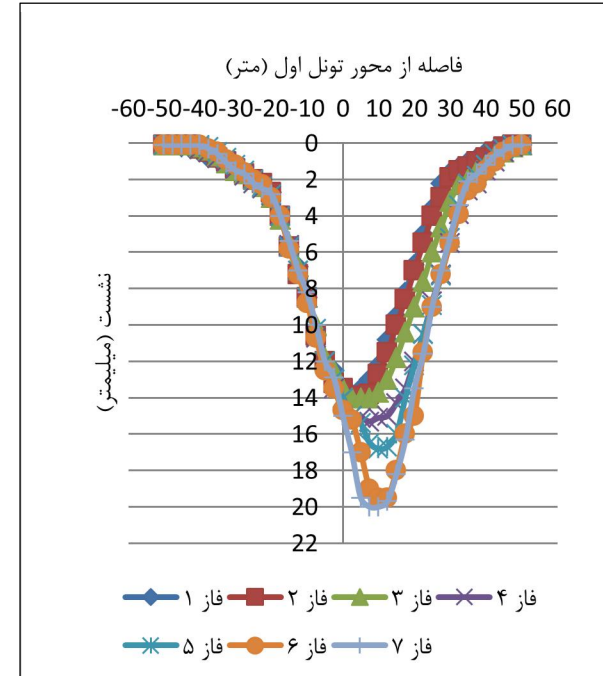 فاصله از محور تونل اول (متر)
-60 -50 -40 -30 -20 -10 0 10 20 30 40 50 60
0
2
4
6
8
10
12
14
16
18
20
22
نشست (میلیمتر)
فاز ۱ فاز ۲ فاز ۳ فاز ۴
فاز ۵ فاز ۶ فاز ۷